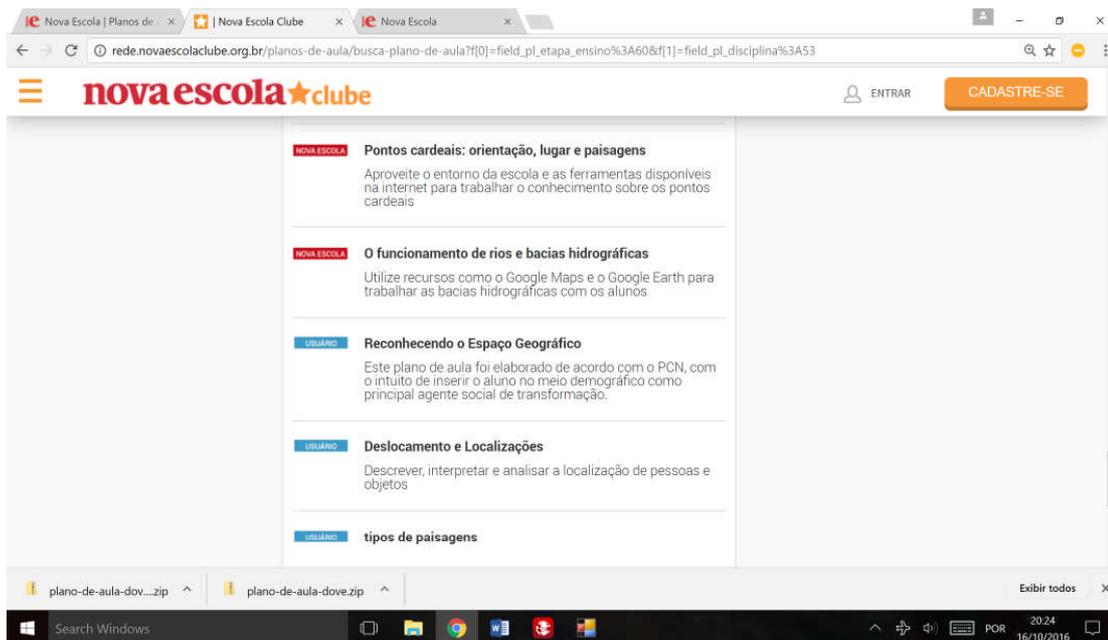 Nova Escola | Planos de
| Nova Escola Clube
Nova Escola
rede.novaescolaclube.org.br/planos-de-aula/busca-plano-de-aula?f[0]=field_pl_etapa_ensino%3A60&f[1]=field_pl_disciplina%3A53
nova escola clube
ENTRAR
CADASTRE-SE
NOVA ESCOLA
Pontos cardeais: orientação, lugar e paisagens
Aproveite o entorno da escola e as ferramentas disponíveis
na internet para trabalhar o conhecimento sobre os pontos
cardeais
NOVA ESCOLA
O funcionamento de rios e bacias hidrográficas
Utilize recursos como o Google Maps e o Google Earth para
trabalhar as bacias hidrográficas com os alunos
USUÁRIO
Reconhecendo o Espaço Geográfico
Este plano de aula foi elaborado de acordo com o PCN, com
o intuito de inserir o aluno no meio demográfico como
principal agente social de transformação.
USUÁRIO
Deslocamento e Localizações
Descrever, interpretar e analisar a localização de pessoas e
objetos
USUÁRIO
tipos de paisagens
plano-de-aula-dov....zip
plano-de-aula-dove.zip
Exibir todos
Search Windows
POR
20:24
16/10/2016